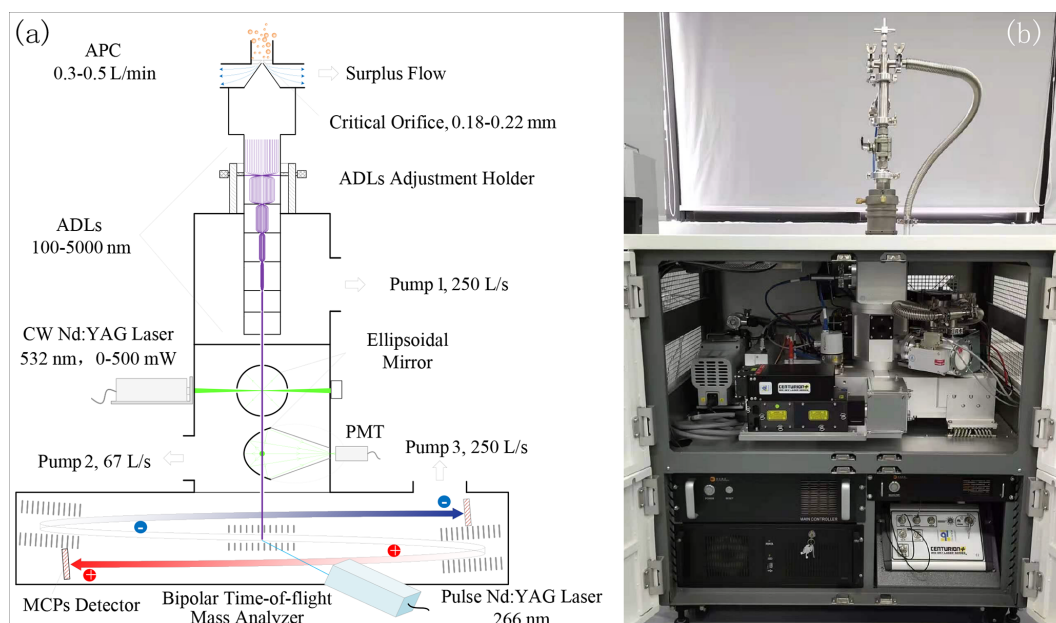 (a)
APC
0.3-0.5 L/min
Surplus Flow
Critical Orifice, 0.18-0.22 mm
ADLs Adjustment Holder
ADLs
100-5000 nm
Pump 1, 250 L/s
CW Nd:YAG Laser
532 nm，0-500 mW
Ellipsoidal
Mirror
PMT
Pump 2, 67 L/s
Pump 3, 250 L/s
MCPs Detector
Bipolar Time-of-flight
Mass Analyzer
Pulse Nd:YAG Laser
266 nm
(b)
CENTURION+
MAIN CONTROLLER
CENTURION+